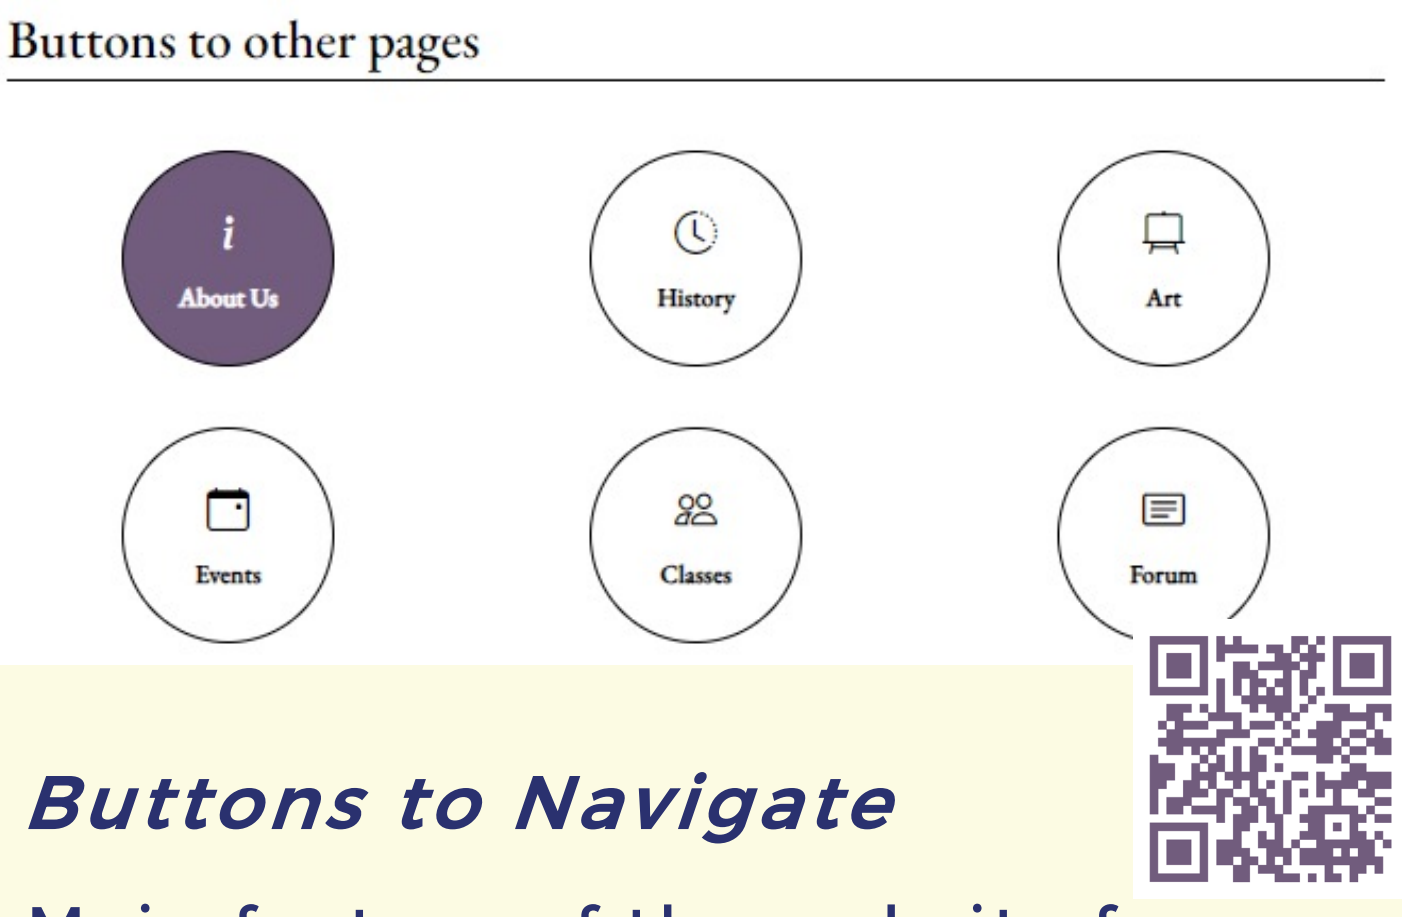 Buttons to other pages
i
About Us
History
Art
Events
Classes
Forum
Buttons to Navigate